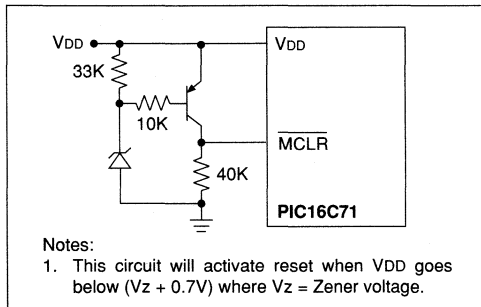 VDD
VDD
33K
10K
MCLR
40K
PIC16C71
Notes:
1. This circuit will activate reset when VDD goes
below (Vz + 0.7V) where Vz = Zener voltage.